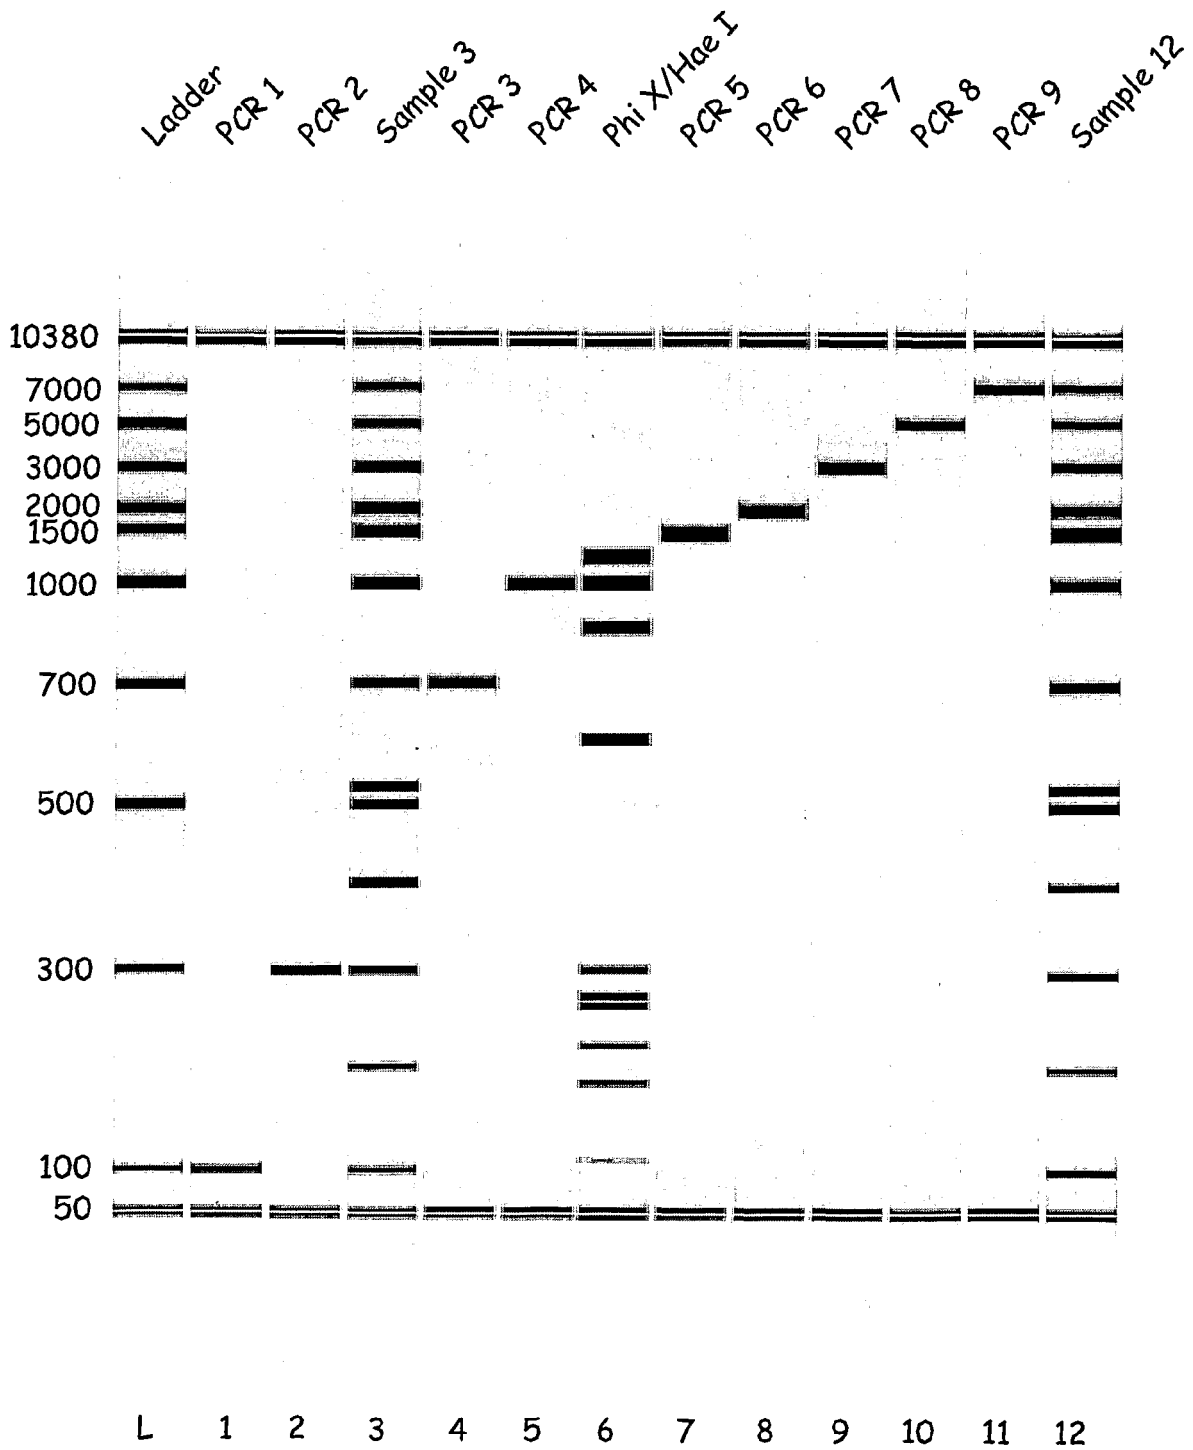 Ladder
PCR 1
PCR 2
Sample 3
PCR 3
PCR 4
Phi X/Hae I
PCR 5
PCR 6
PCR 7
PCR 8
PCR 9
Sample 12
10380
7000
5000
3000
2000
1500
1000
700
500
300
100
50
L 1 2 3 4 5 6 7 8 9 10 11 12